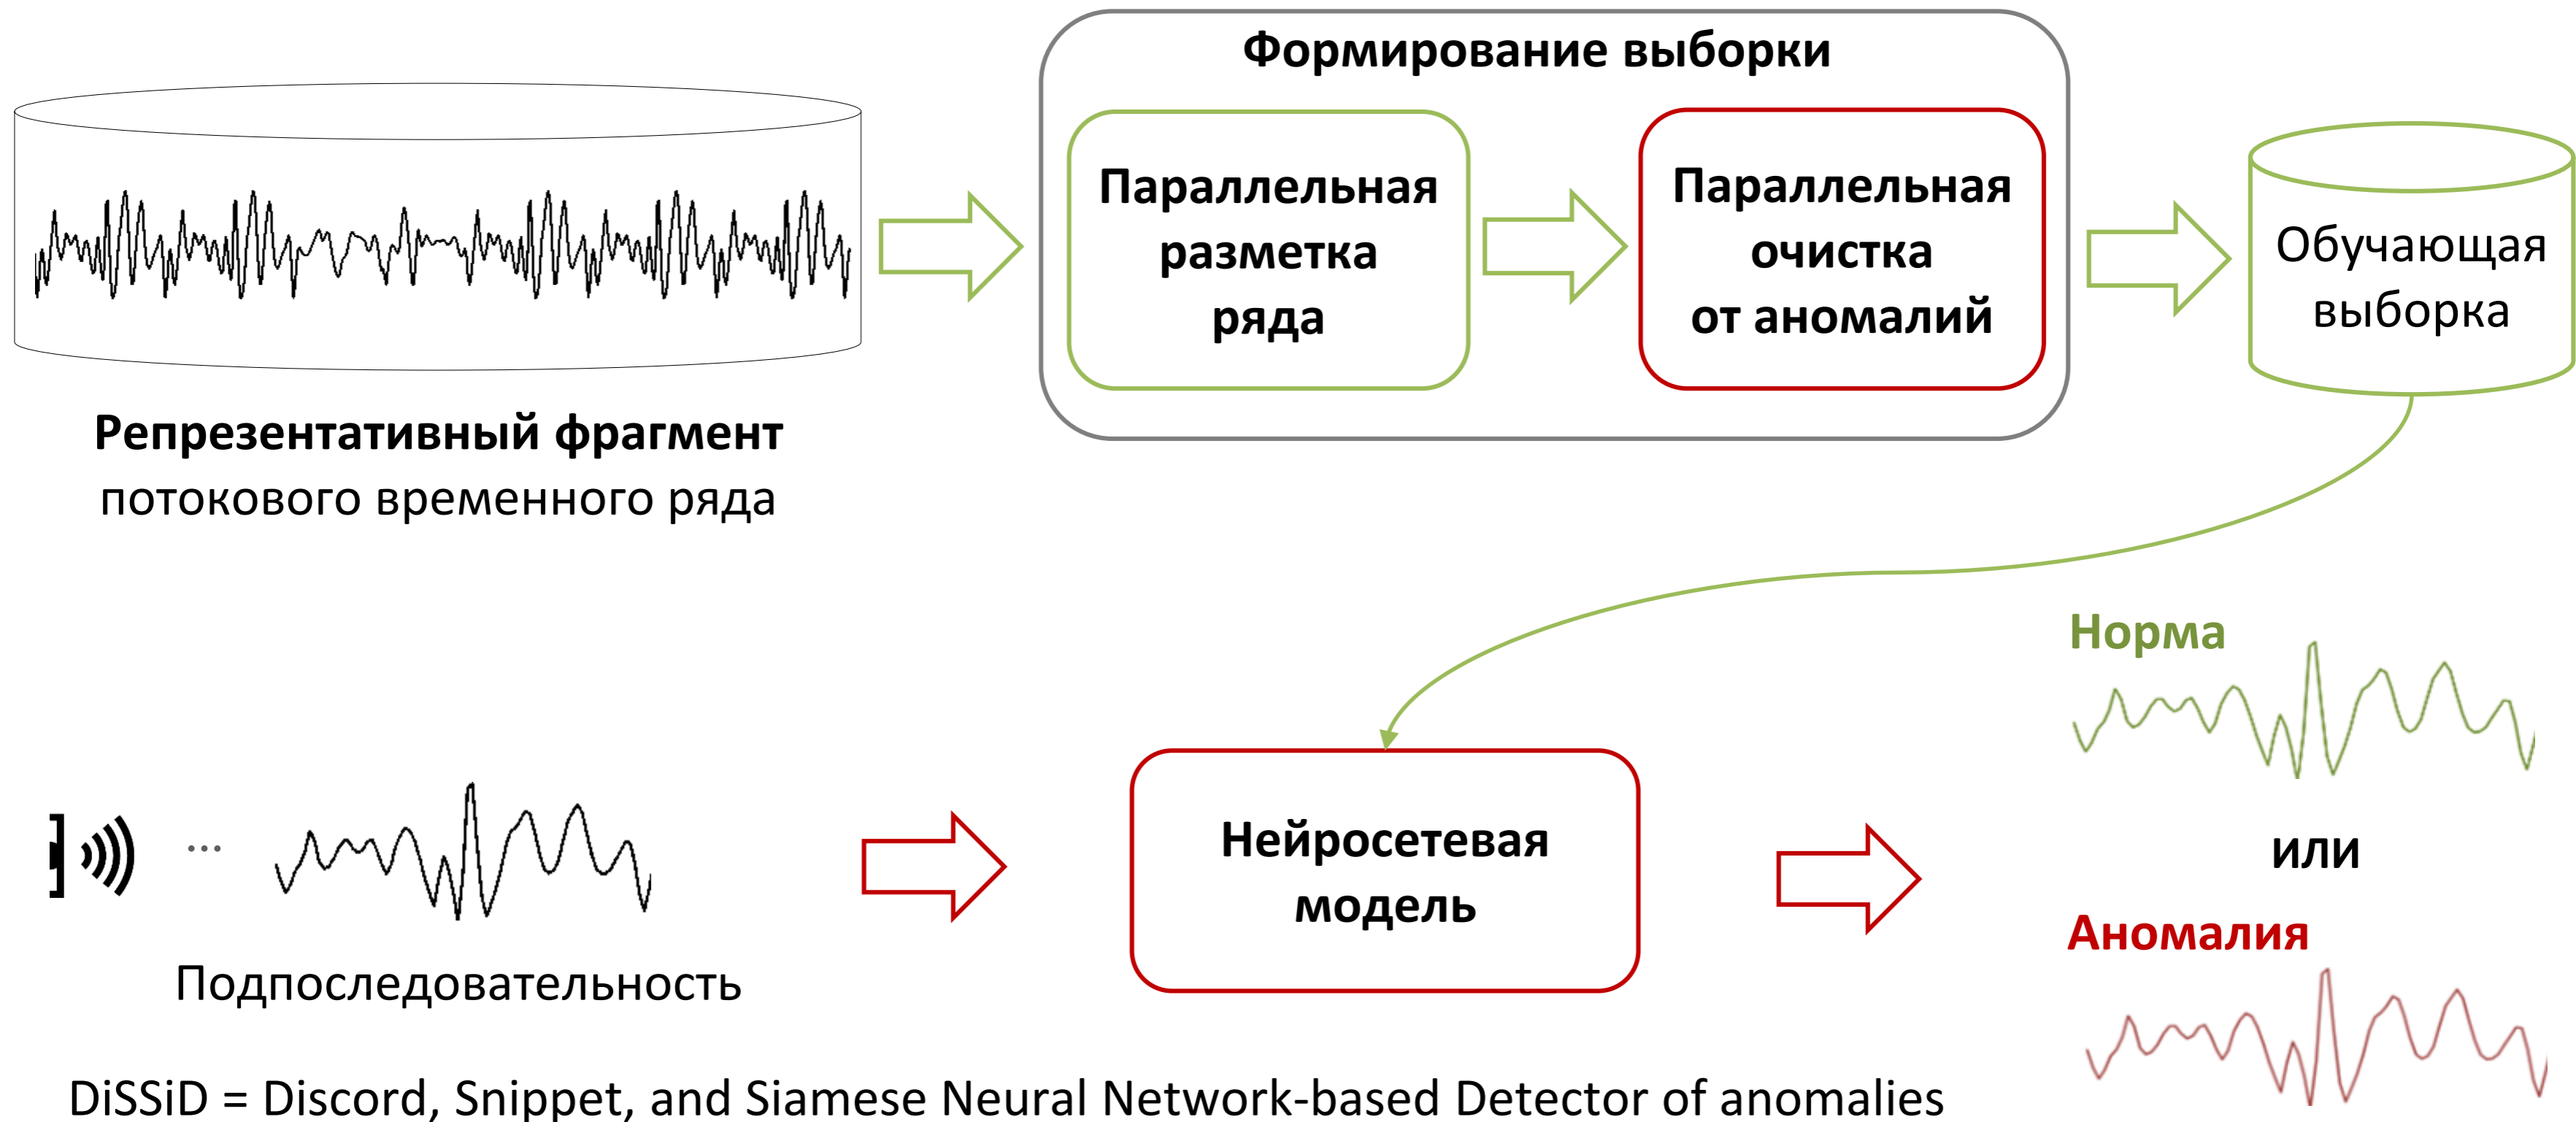 Формирование выборки
Параллельная
разметка
ряда
Параллельная
очистка
от аномалий
Обучающая
выборка
Репрезентативный фрагмент
потокового временного ряда
Норма
...
Нейросетевая
модель
или
Аномалия
Подпоследовательность
DiSSiD = Discord, Snippet, and Siamese Neural Network-based Detector of anomalies